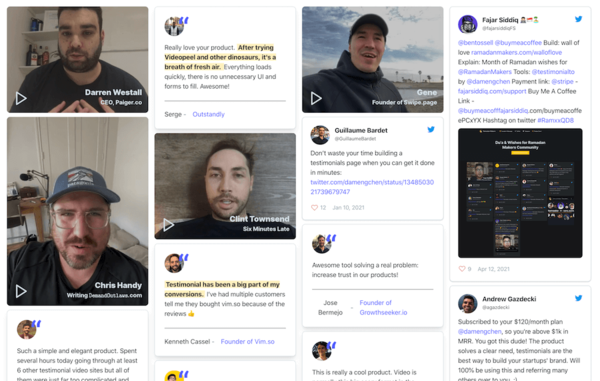 Darren Westall
CEO, Paiger.co
Chris Handy
Writing DemandOutlaws.com
Such a simple and elegant product. Spent
several hours today going through at least
6 other testimonial video sites but all of
them were far too complicated and
Really love your product. After trying
Videopeel and other dinosaurs, it's a
breath of fresh air. Everything loads
quickly, there is no unnecessary UI and
forms to fill. Awesome!
Serge - Outstandly
Clint Townsend
Six Minutes Late
Testimonial has been a big part of my
conversions. I've had multiple customers
tell me they bought vim.so because of the
reviews 👍
Kenneth Cassel - Founder of Vim.so
Gene
Founder of Swipe.page
Guillaume Bardet
@GuillaumeBardet
Don't waste your time building a
testimonials page when you can get it done
in minutes:
twitter.com/damengchen/status/13485030
21739679747
12 Jan 10, 2021
Awesome tool solving a real problem:
increase trust in our products!
Jose
Bermejo
-
Founder of
Growthseeker.io
This is really a cool product. Video is
Fajar Siddiq
@fajarsiddiqFS
@bentossell @buymeacoffee Build: wall of
love ramadanmakers.com/walloflove
Explain: Month of Ramadan wishes for
@RamadanMakers Tools: @testimonialto
by @damengchen Payment link: @stripe -
fajarsiddiq.com/support Buy Me A Coffee
Link -
@buymeacofffajarsiddiq.com/buymeacoffe
ePCxYX Hashtag on twitter #RamxxQD8
Do'a & Wishes for Ramadan
Makers Community
9 Apr 12, 2021
Andrew Gazdecki
@agazdecki
Subscribed to your $120/month plan
@damengchen, so you're above $1k in
MRR. You got this dude! The product
solves a clear need, testimonials are the
best way to build your startups' brand. Will
100% be using this and referring many
others over to you. :)